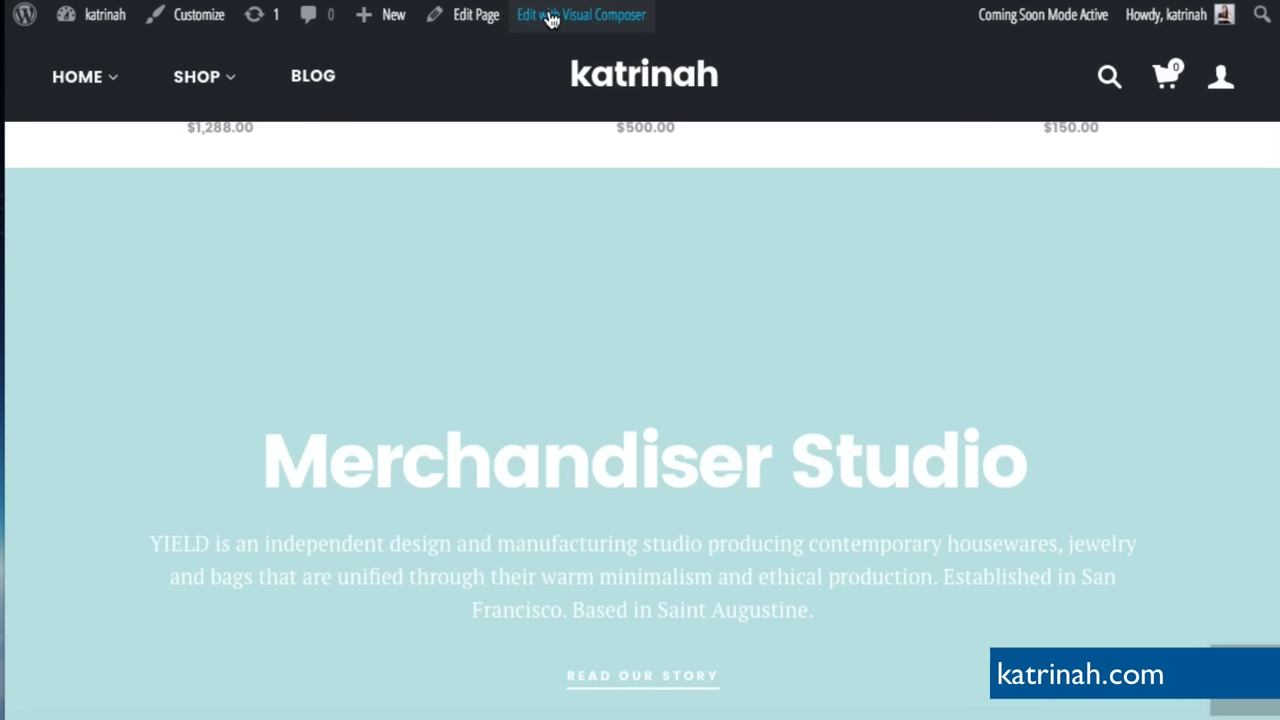 katrinah Customize 1 0 New Edit Page Edit with Visual Composer Coming Soon Mode Active Howdy, katrinah
HOME SHOP BLOG katrinah 0
$1,288.00 $500.00 $150.00
Merchandiser Studio
YIELD is an independent design and manufacturing studio producing contemporary housewares, jewelry
and bags that are unified through their warm minimalism and ethical production. Established in San
Francisco. Based in Saint Augustine.
READ OUR STORY
katrinah.com